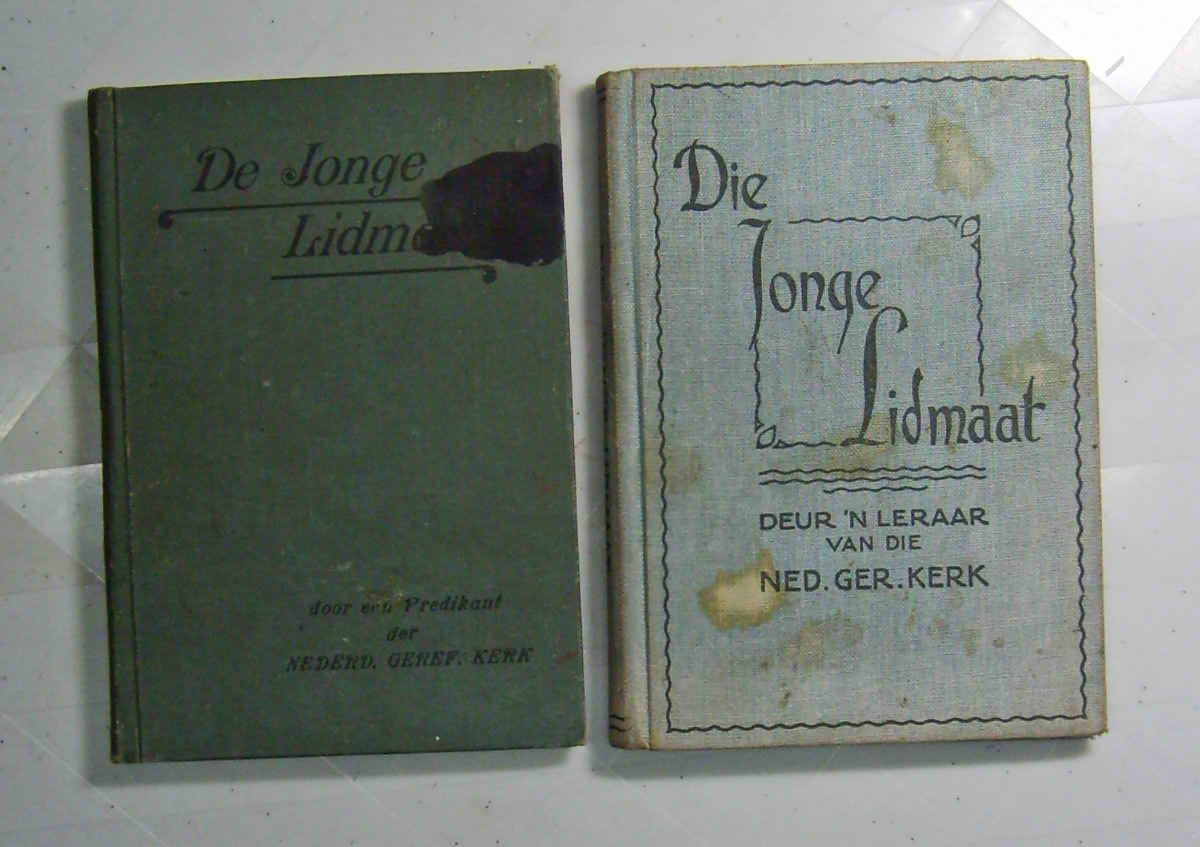 De Jonge
Lidma
door een Predikant
der
NEDERD. GEREF. KERK
Die
Jonge
Lidmaat
DEUR 'N LERAAR
VAN DIE
NED. GER. KERK